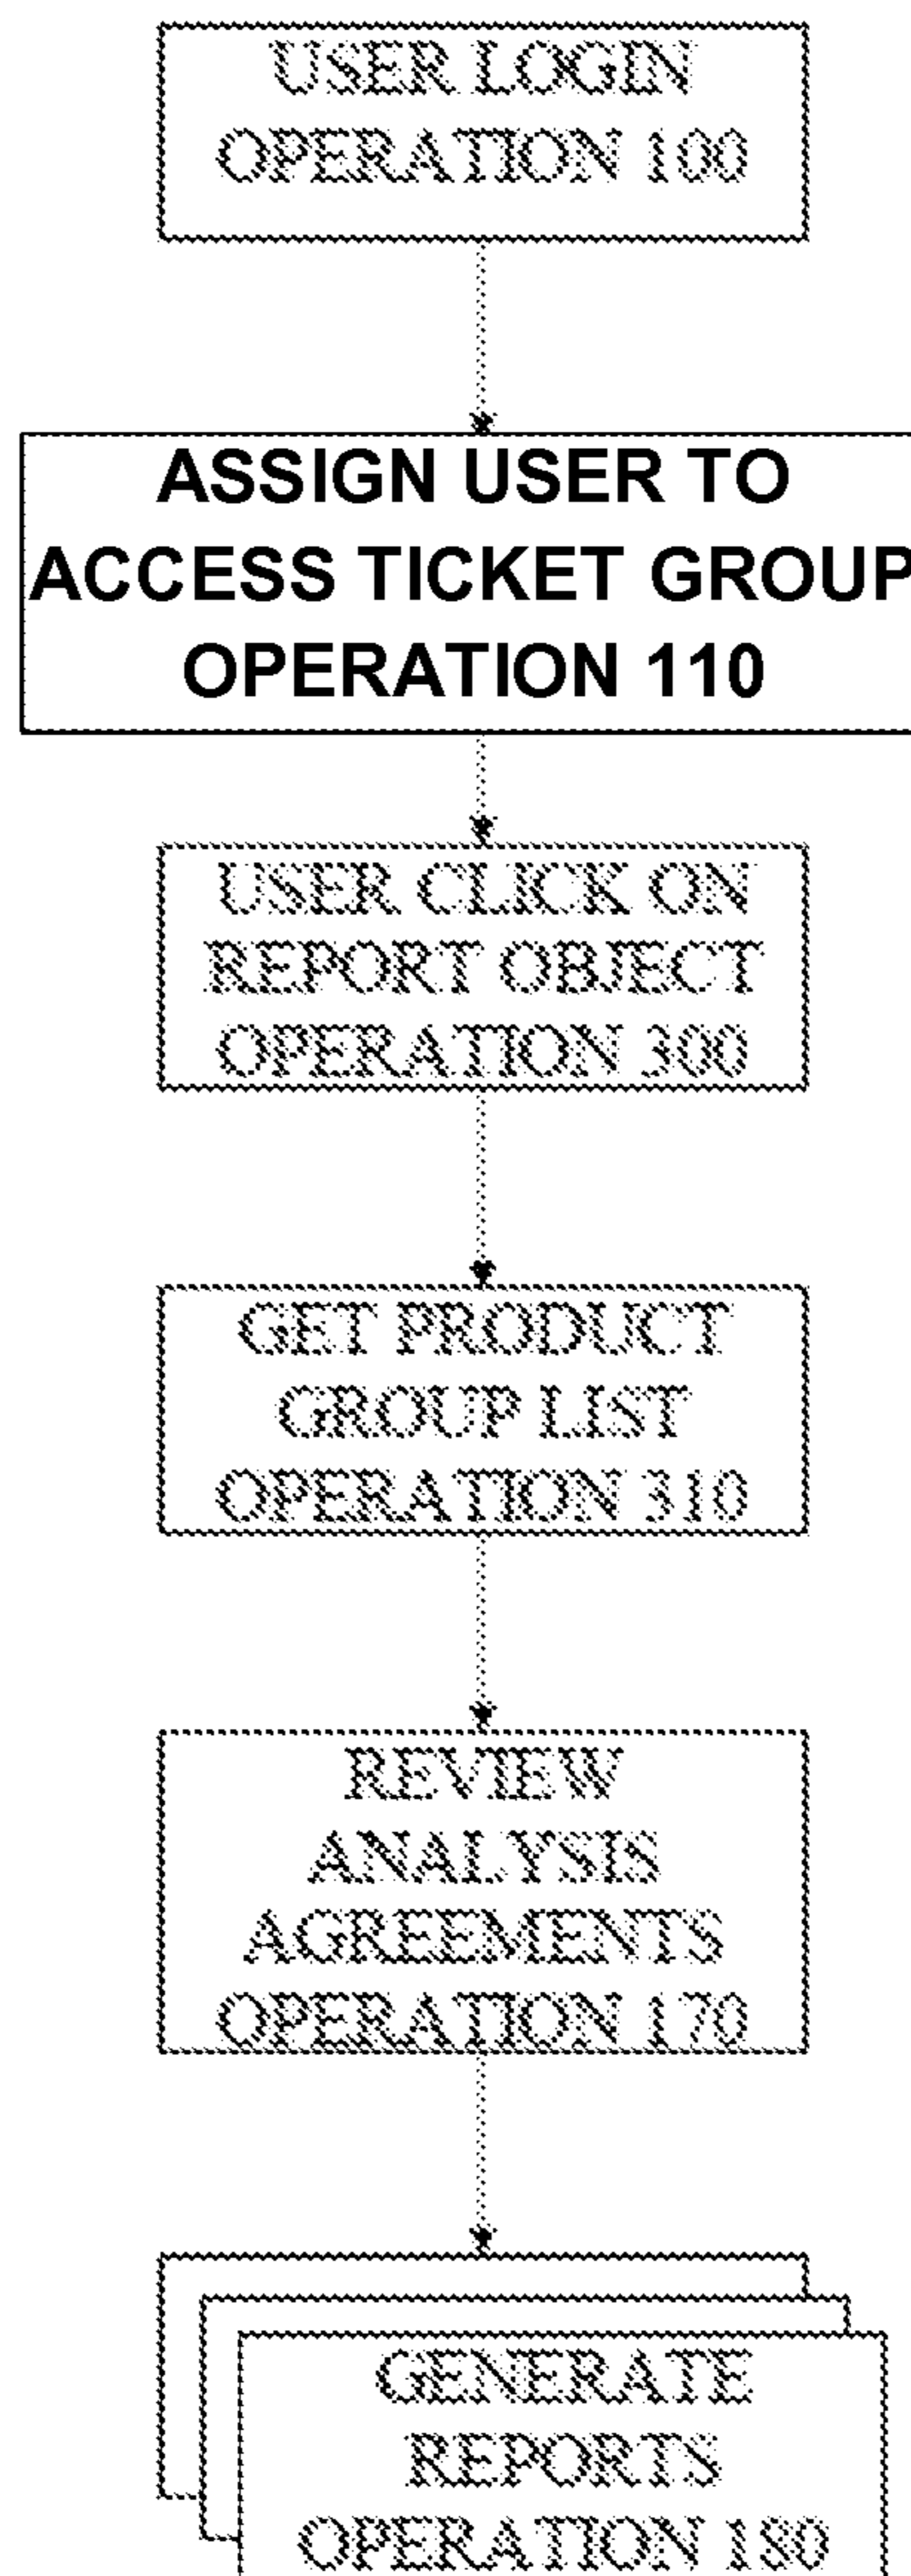 USER LOGIN
OPERATION 100
ASSIGN USER TO
ACCESS TICKET GROUP
OPERATION 110
USER CLICK ON
REPORT OBJECT
OPERATION 300
GET PRODUCT
GROUP LIST
OPERATION 310
REVIEW
ANALYSIS
AGREEMENTS
OPERATION 170
GENERATE
REPORTS
OPERATION 180